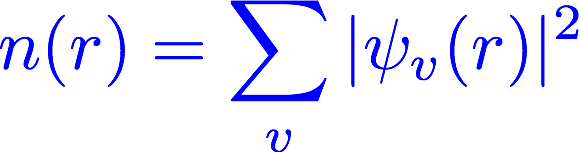 n(r) = ∑_v |ψ_v(r)|²